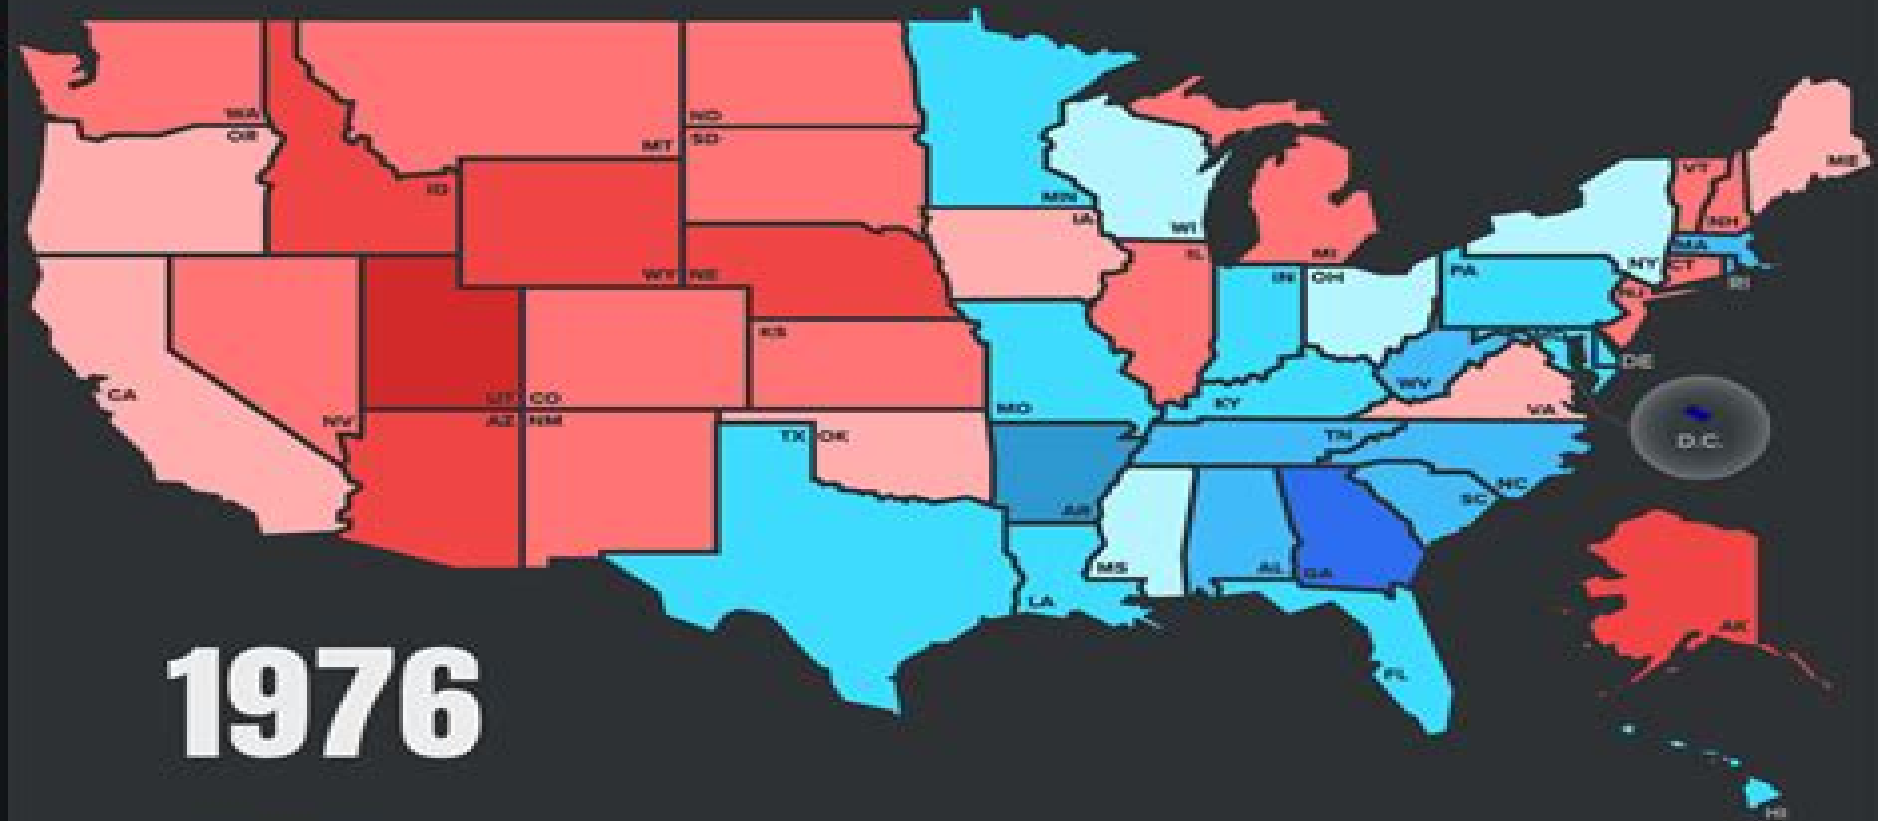 WA
OR
MT
ND
SD
ID
MN
WI
ME
VT
NH
IA
WY
NE
IL
MI
NY
MA
CT
RI
IN
OH
PA
NJ
KS
DE
CA
NV
UT
CO
MO
KY
WV
VA
AZ
NM
TX
OK
TN
D.C.
NC
SC
AR
MS
AL
GA
LA
AK
FL
1976
HI